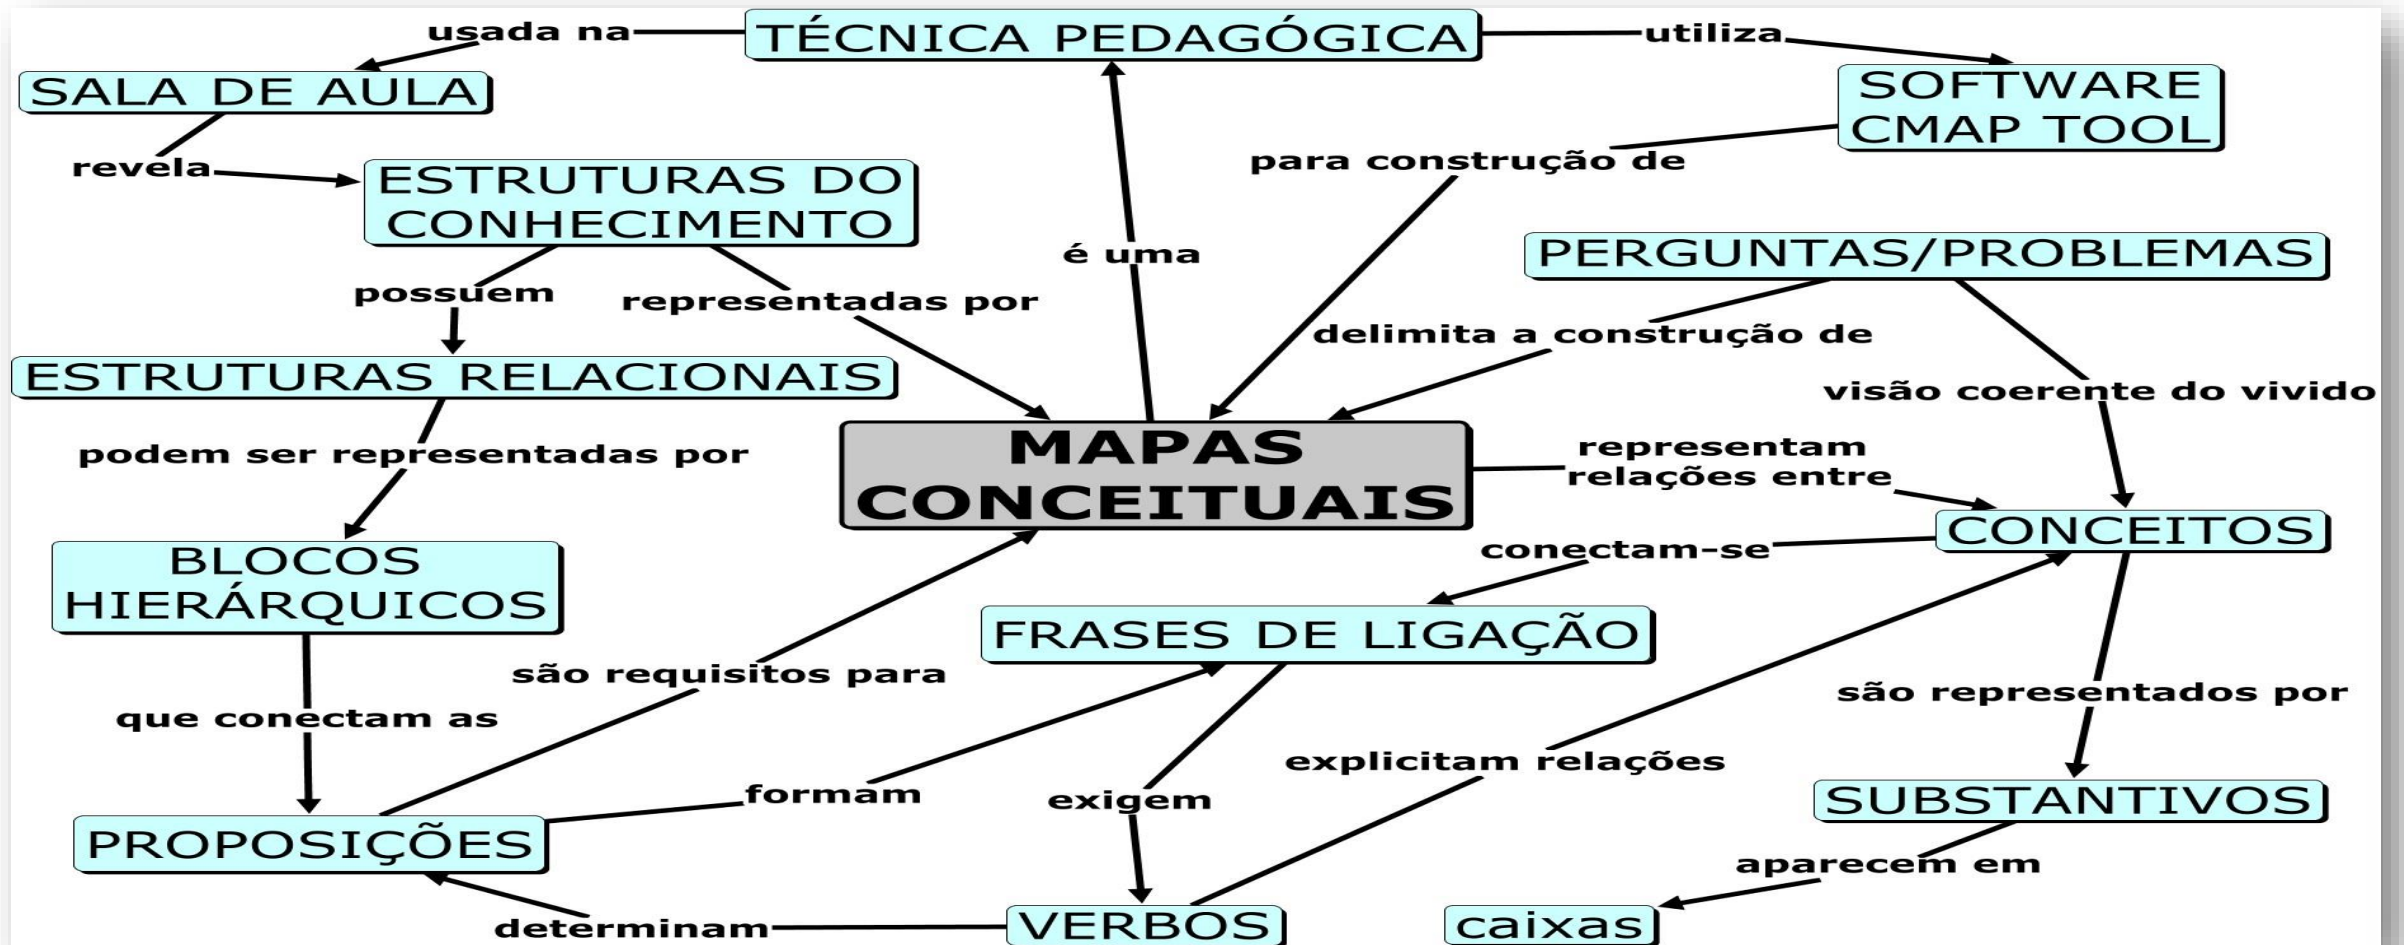 TÉCNICA PEDAGÓGICA
usada na
utiliza
SALA DE AULA
SOFTWARE
CMAP TOOL
revela
para construção de
ESTRUTURAS DO
CONHECIMENTO
é uma
PERGUNTAS/PROBLEMAS
possuem
representadas por
delimita a construção de
ESTRUTURAS RELACIONAIS
visão coerente do vivido
podem ser representadas por
MAPAS
CONCEITUAIS
representam
relações entre
CONCEITOS
conectam-se
BLOCOS
HIERÁRQUICOS
FRASES DE LIGAÇÃO
são requisitos para
são representados por
que conectam as
explicitam relações
formam
exigem
SUBSTANTIVOS
PROPOSIÇÕES
aparecem em
determinam
VERBOS
caixas